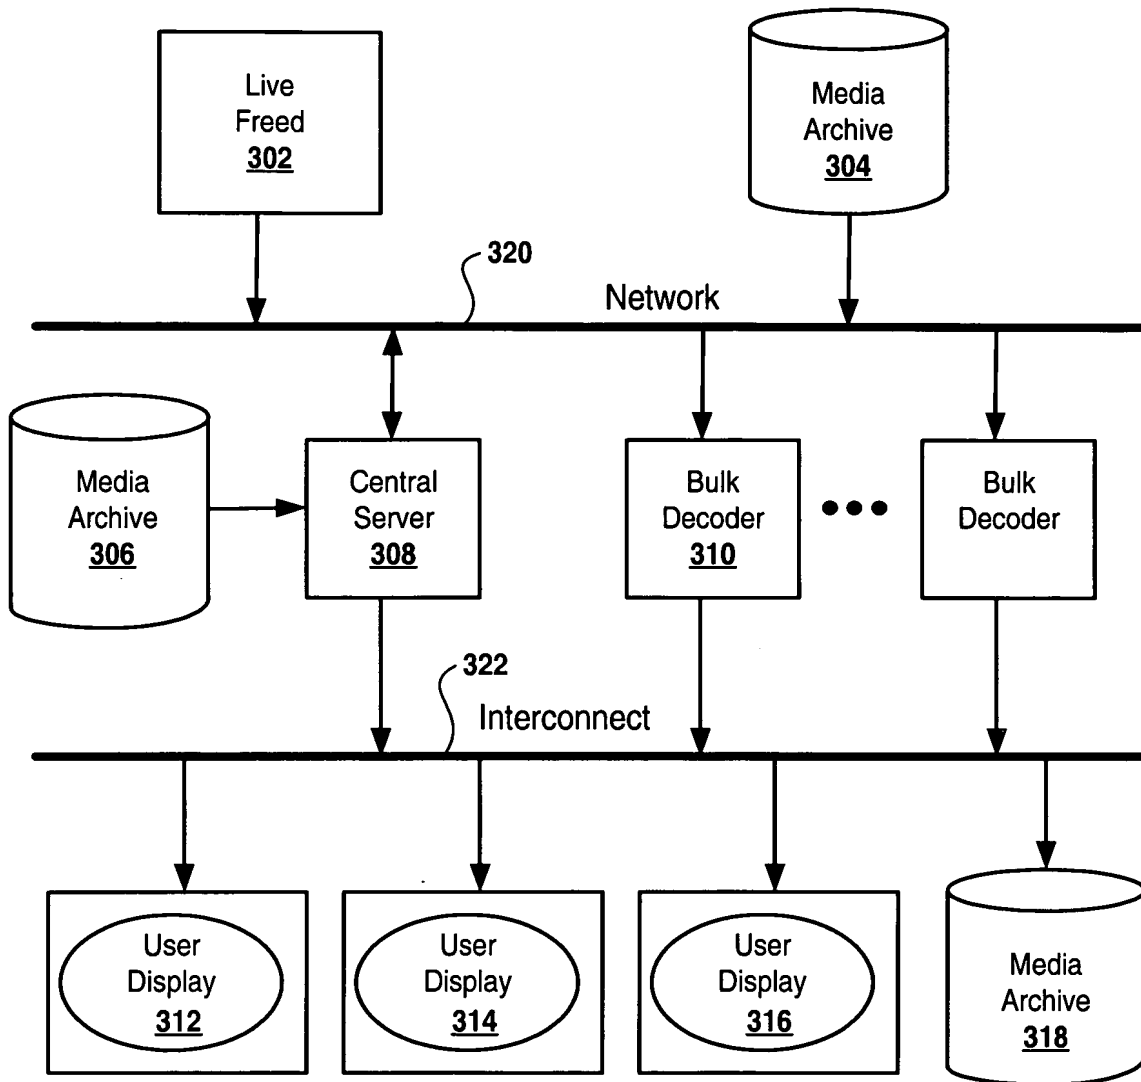 Live
Freed
302
Media
Archive
304
320
Network
Media
Archive
306
Central
Server
308
Bulk
Decoder
310
Bulk
Decoder
322
Interconnect
User
Display
312
User
Display
314
User
Display
316
Media
Archive
318